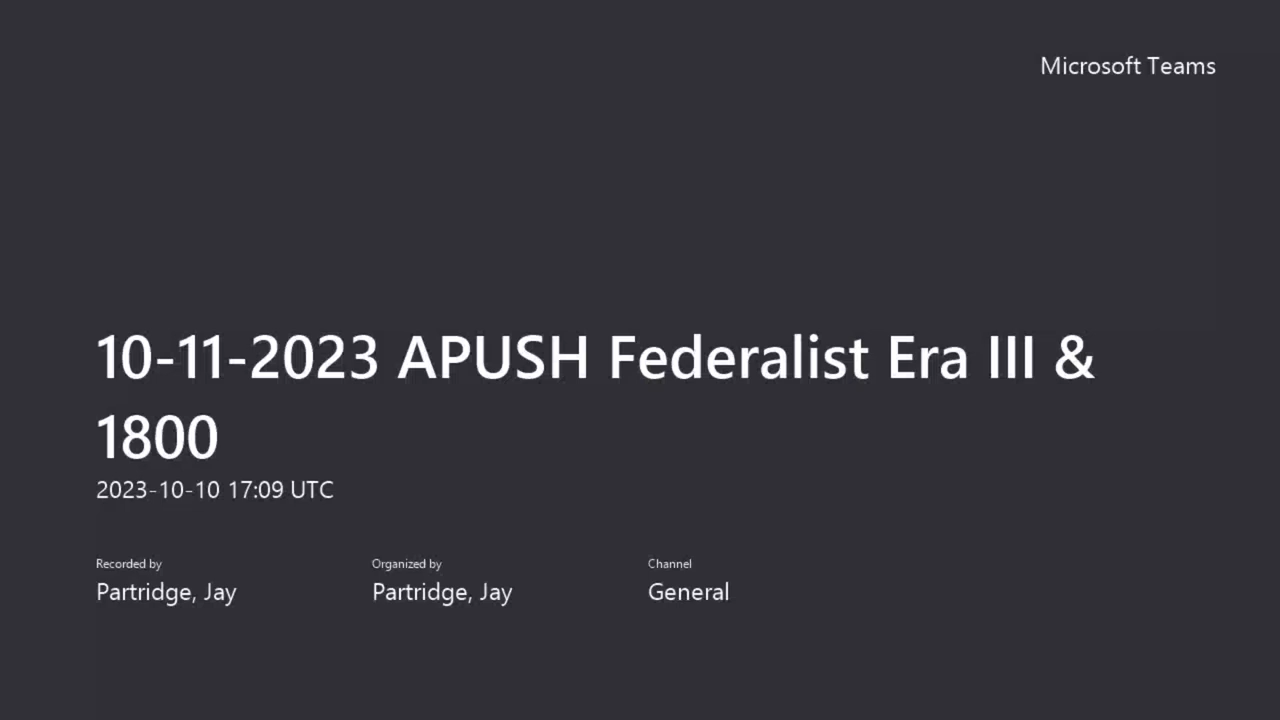 Microsoft Teams
10-11-2023 APUSH Federalist Era III &
1800
2023-10-10 17:09 UTC
Recorded by
Organized by
Channel
Partridge, Jay
Partridge, Jay
General